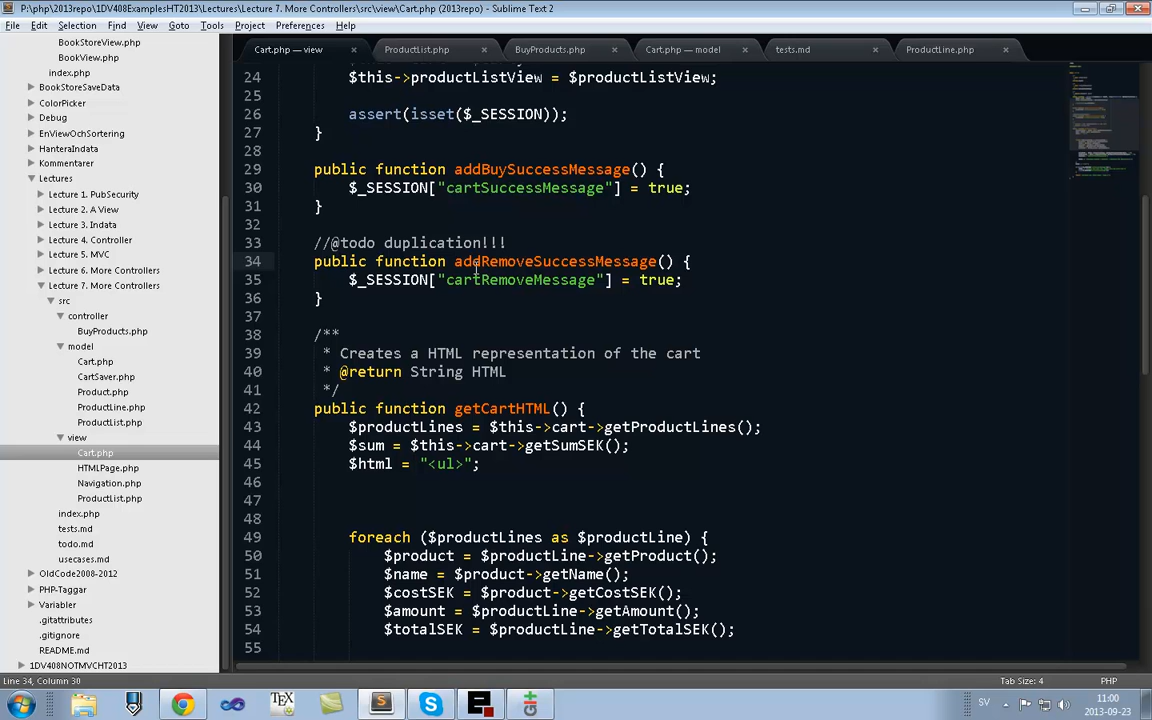 P:\php\2013repo\1DV408ExamplesHT2013\Lectures\Lecture 7. More Controllers\src\view\Cart.php (2013repo) - Sublime Text 2
File Edit Selection Find View Goto Tools Project Preferences Help
BookStoreView.php
BookView.php
index.php
BookStoreSaveData
ColorPicker
Debug
EnViewOchSortering
HanteraIndata
Kommentarer
Lectures
Lecture 1. PubSecurity
Lecture 2. A View
Lecture 3. Indata
Lecture 4. Controller
Lecture 5. MVC
Lecture 6. More Controllers
Lecture 7. More Controllers
src
controller
BuyProducts.php
model
Cart.php
CartSaver.php
Product.php
ProductLine.php
ProductList.php
view
Cart.php
HTMLPage.php
Navigation.php
ProductList.php
index.php
tests.md
todo.md
usecases.md
OldCode2008-2012
PHP-Taggar
Variabler
.gitattributes
.gitignore
README.md
1DV408NOTMVCHT2013
Cart.php — view ProductList.php BuyProducts.php Cart.php — model tests.md ProductLine.php
24 $this->productListView = $productListView;
25
26 assert(isset($_SESSION));
27 }
28
29 public function addBuySuccessMessage() {
30 $_SESSION["cartSuccessMessage"] = true;
31 }
32
33 //@todo duplication!!!
34 public function addRemoveSuccessMessage() {
35 $_SESSION["cartRemoveMessage"] = true;
36 }
37
38 /**
39 * Creates a HTML representation of the cart
40 * @return String HTML
41 */
42 public function getCartHTML() {
43 $productLines = $this->cart->getProductLines();
44 $sum = $this->cart->getSumSEK();
45 $html = "<ul>";
46
47
48
49 foreach ($productLines as $productLine) {
50 $product = $productLine->getProduct();
51 $name = $product->getName();
52 $costSEK = $product->getCostSEK();
53 $amount = $productLine->getAmount();
54 $totalSEK = $productLine->getTotalSEK();
55
Line 34, Column 30 Tab Size: 4 PHP
SV 11:00
2013-09-23